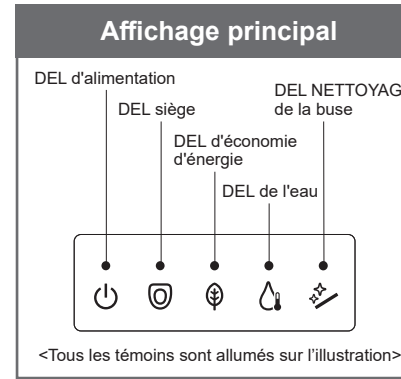 Affichage principal
DEL d'alimentation
DEL siège
DEL NETTOYAG
de la buse
DEL d'économie
d'énergie
DEL de l'eau
<Tous les témoins sont allumés sur l’illustration>